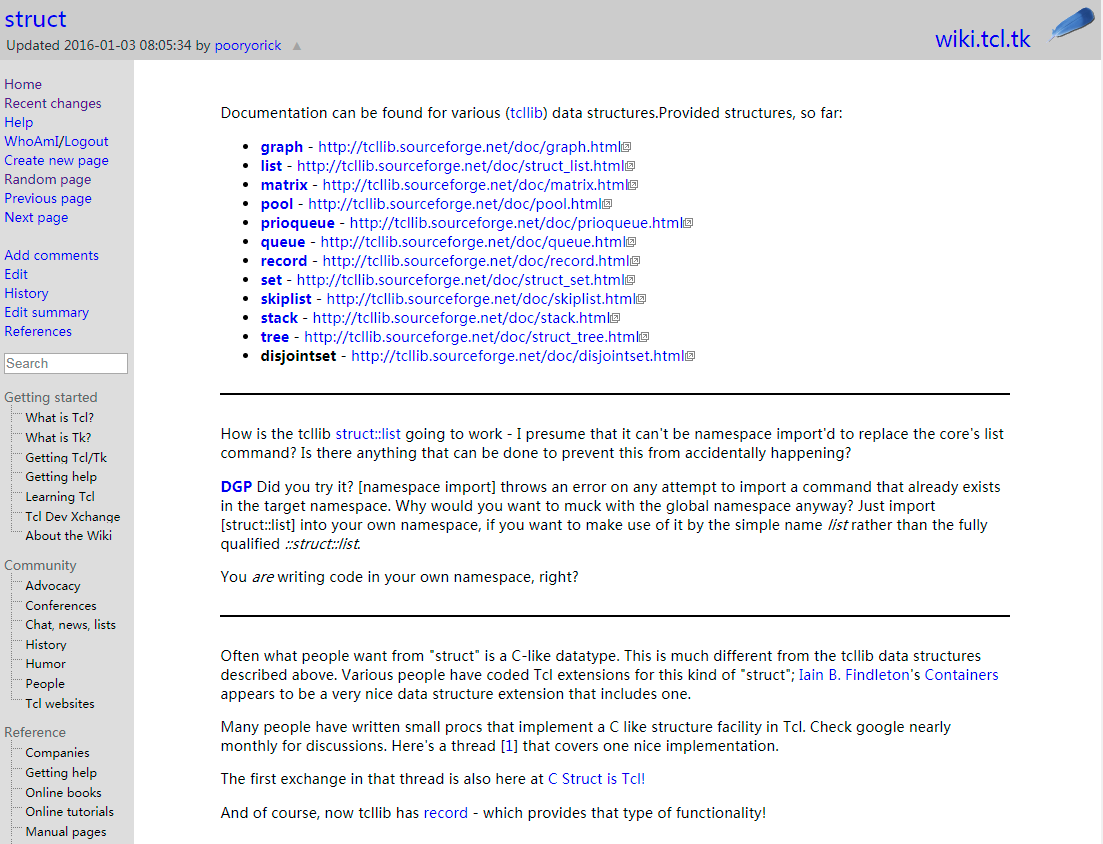 struct
Updated 2016-01-03 08:05:34 by pooryorick ▲
wiki.tcl.tk
Home
Recent changes
Help
WhoAmI/Logout
Create new page
Random page
Previous page
Next page
Add comments
Edit
History
Edit summary
References
Search
Getting started
What is Tcl?
What is Tk?
Getting Tcl/Tk
Getting help
Learning Tcl
Tcl Dev Xchange
About the Wiki
Community
Advocacy
Conferences
Chat, news, lists
History
Humor
People
Tcl websites
Reference
Companies
Getting help
Online books
Online tutorials
Manual pages
Documentation can be found for various (tcllib) data structures.Provided structures, so far:
• graph - http://tcllib.sourceforge.net/doc/graph.html
• list - http://tcllib.sourceforge.net/doc/struct_list.html
• matrix - http://tcllib.sourceforge.net/doc/matrix.html
• pool - http://tcllib.sourceforge.net/doc/pool.html
• prioqueue - http://tcllib.sourceforge.net/doc/prioqueue.html
• queue - http://tcllib.sourceforge.net/doc/queue.html
• record - http://tcllib.sourceforge.net/doc/record.html
• set - http://tcllib.sourceforge.net/doc/struct_set.html
• skiplist - http://tcllib.sourceforge.net/doc/skiplist.html
• stack - http://tcllib.sourceforge.net/doc/stack.html
• tree - http://tcllib.sourceforge.net/doc/struct_tree.html
• disjointset - http://tcllib.sourceforge.net/doc/disjointset.html
How is the tcllib struct::list going to work - I presume that it can't be namespace import'd to replace the core's list
command? Is there anything that can be done to prevent this from accidentally happening?
DGP Did you try it? [namespace import] throws an error on any attempt to import a command that already exists
in the target namespace. Why would you want to muck with the global namespace anyway? Just import
[struct::list] into your own namespace, if you want to make use of it by the simple name list rather than the fully
qualified ::struct::list.
You are writing code in your own namespace, right?
Often what people want from "struct" is a C-like datatype. This is much different from the tcllib data structures
described above. Various people have coded Tcl extensions for this kind of "struct"; Iain B. Findleton's Containers
appears to be a very nice data structure extension that includes one.
Many people have written small procs that implement a C like structure facility in Tcl. Check google nearly
monthly for discussions. Here's a thread [1] that covers one nice implementation.
The first exchange in that thread is also here at C Struct is Tcl!
And of course, now tcllib has record - which provides that type of functionality!